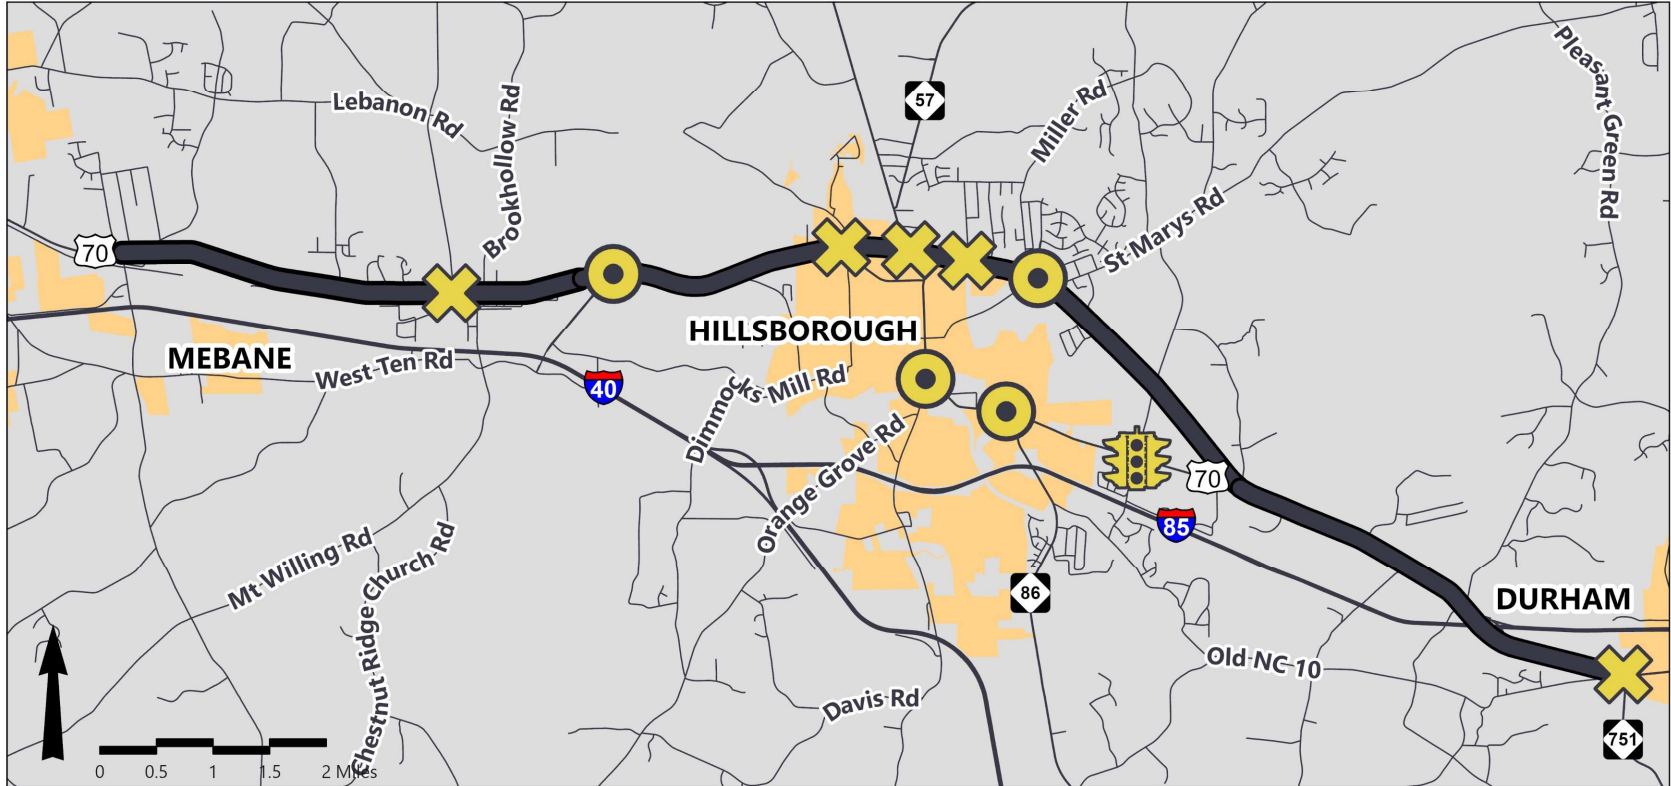 57
Pleasant Green Rd
Lebanon Rd
Brookhollow Rd
Miller Rd
St Marys Rd
70
HILLSBOROUGH
MEBANE
West Ten Rd
40
Dimmocks Mill Rd
Orange Grove Rd
70
85
Mt Willing Rd
Chestnut Ridge Church Rd
86
DURHAM
Old NC 10
Davis Rd
751
0 0.5 1 1.5 2 Miles